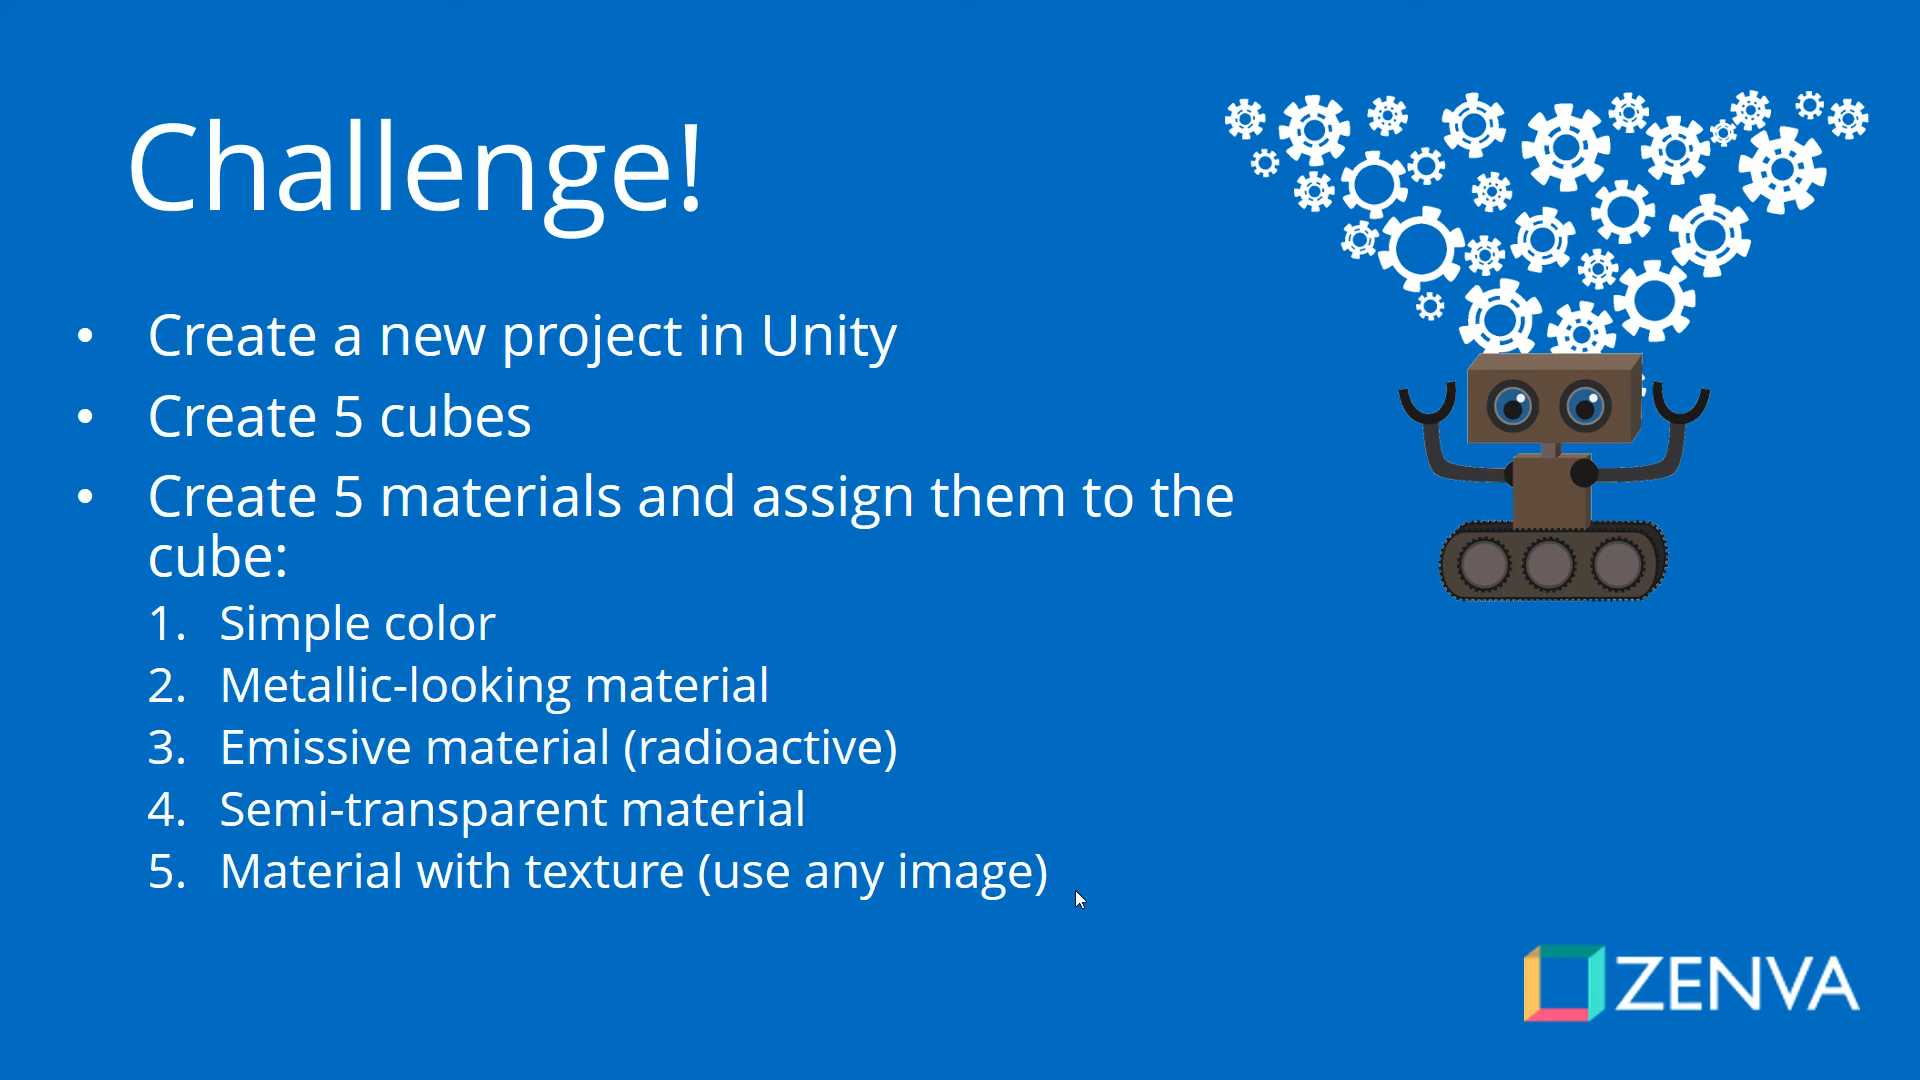 Challenge!
• Create a new project in Unity
• Create 5 cubes
• Create 5 materials and assign them to the
cube:
1. Simple color
2. Metallic-looking material
3. Emissive material (radioactive)
4. Semi-transparent material
5. Material with texture (use any image)
ZENVA